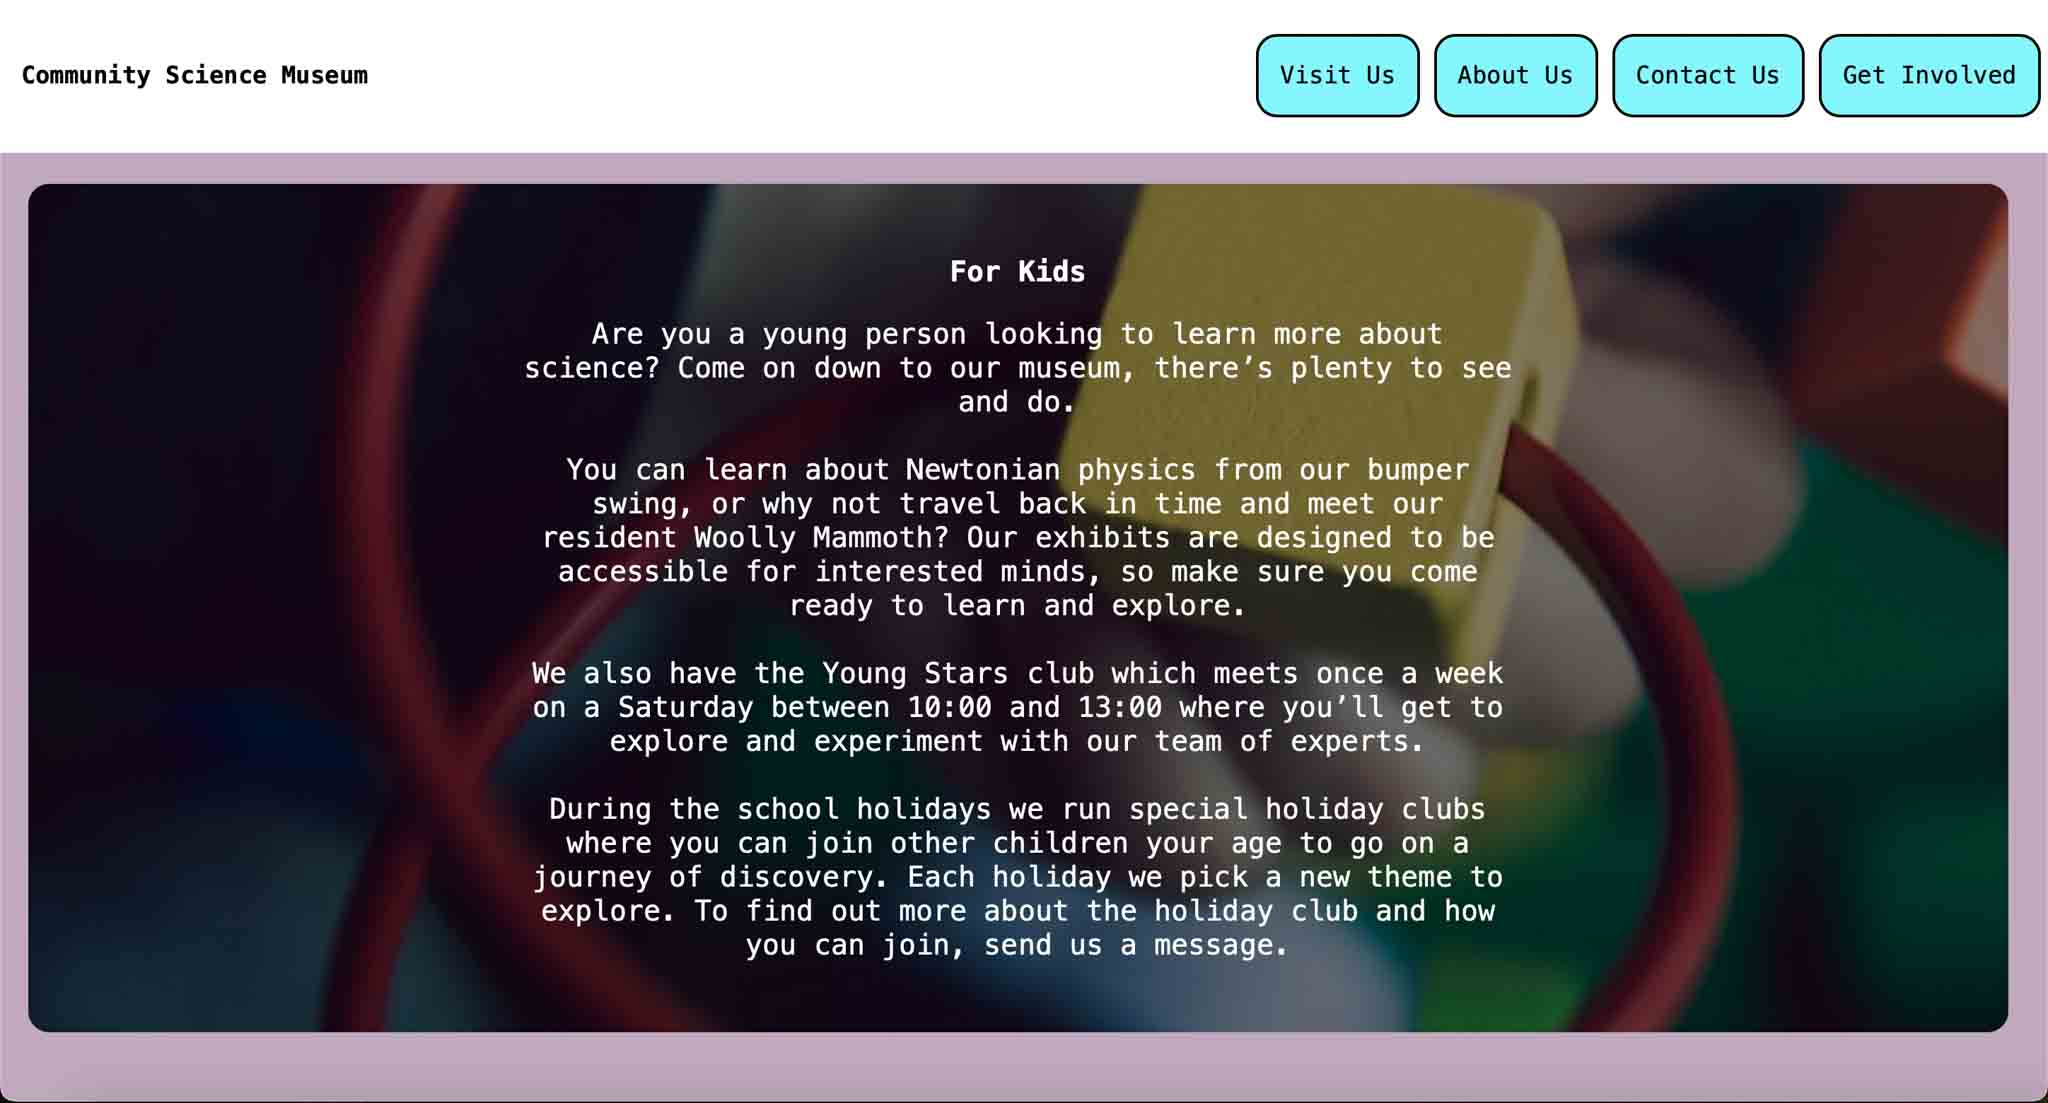 Community Science Museum
Visit Us
About Us
Contact Us
Get Involved
For Kids
Are you a young person looking to learn more about
science? Come on down to our museum, there’s plenty to see
and do.
You can learn about Newtonian physics from our bumper
swing, or why not travel back in time and meet our
resident Woolly Mammoth? Our exhibits are designed to be
accessible for interested minds, so make sure you come
ready to learn and explore.
We also have the Young Stars club which meets once a week
on a Saturday between 10:00 and 13:00 where you’ll get to
explore and experiment with our team of experts.
During the school holidays we run special holiday clubs
where you can join other children your age to go on a
journey of discovery. Each holiday we pick a new theme to
explore. To find out more about the holiday club and how
you can join, send us a message.